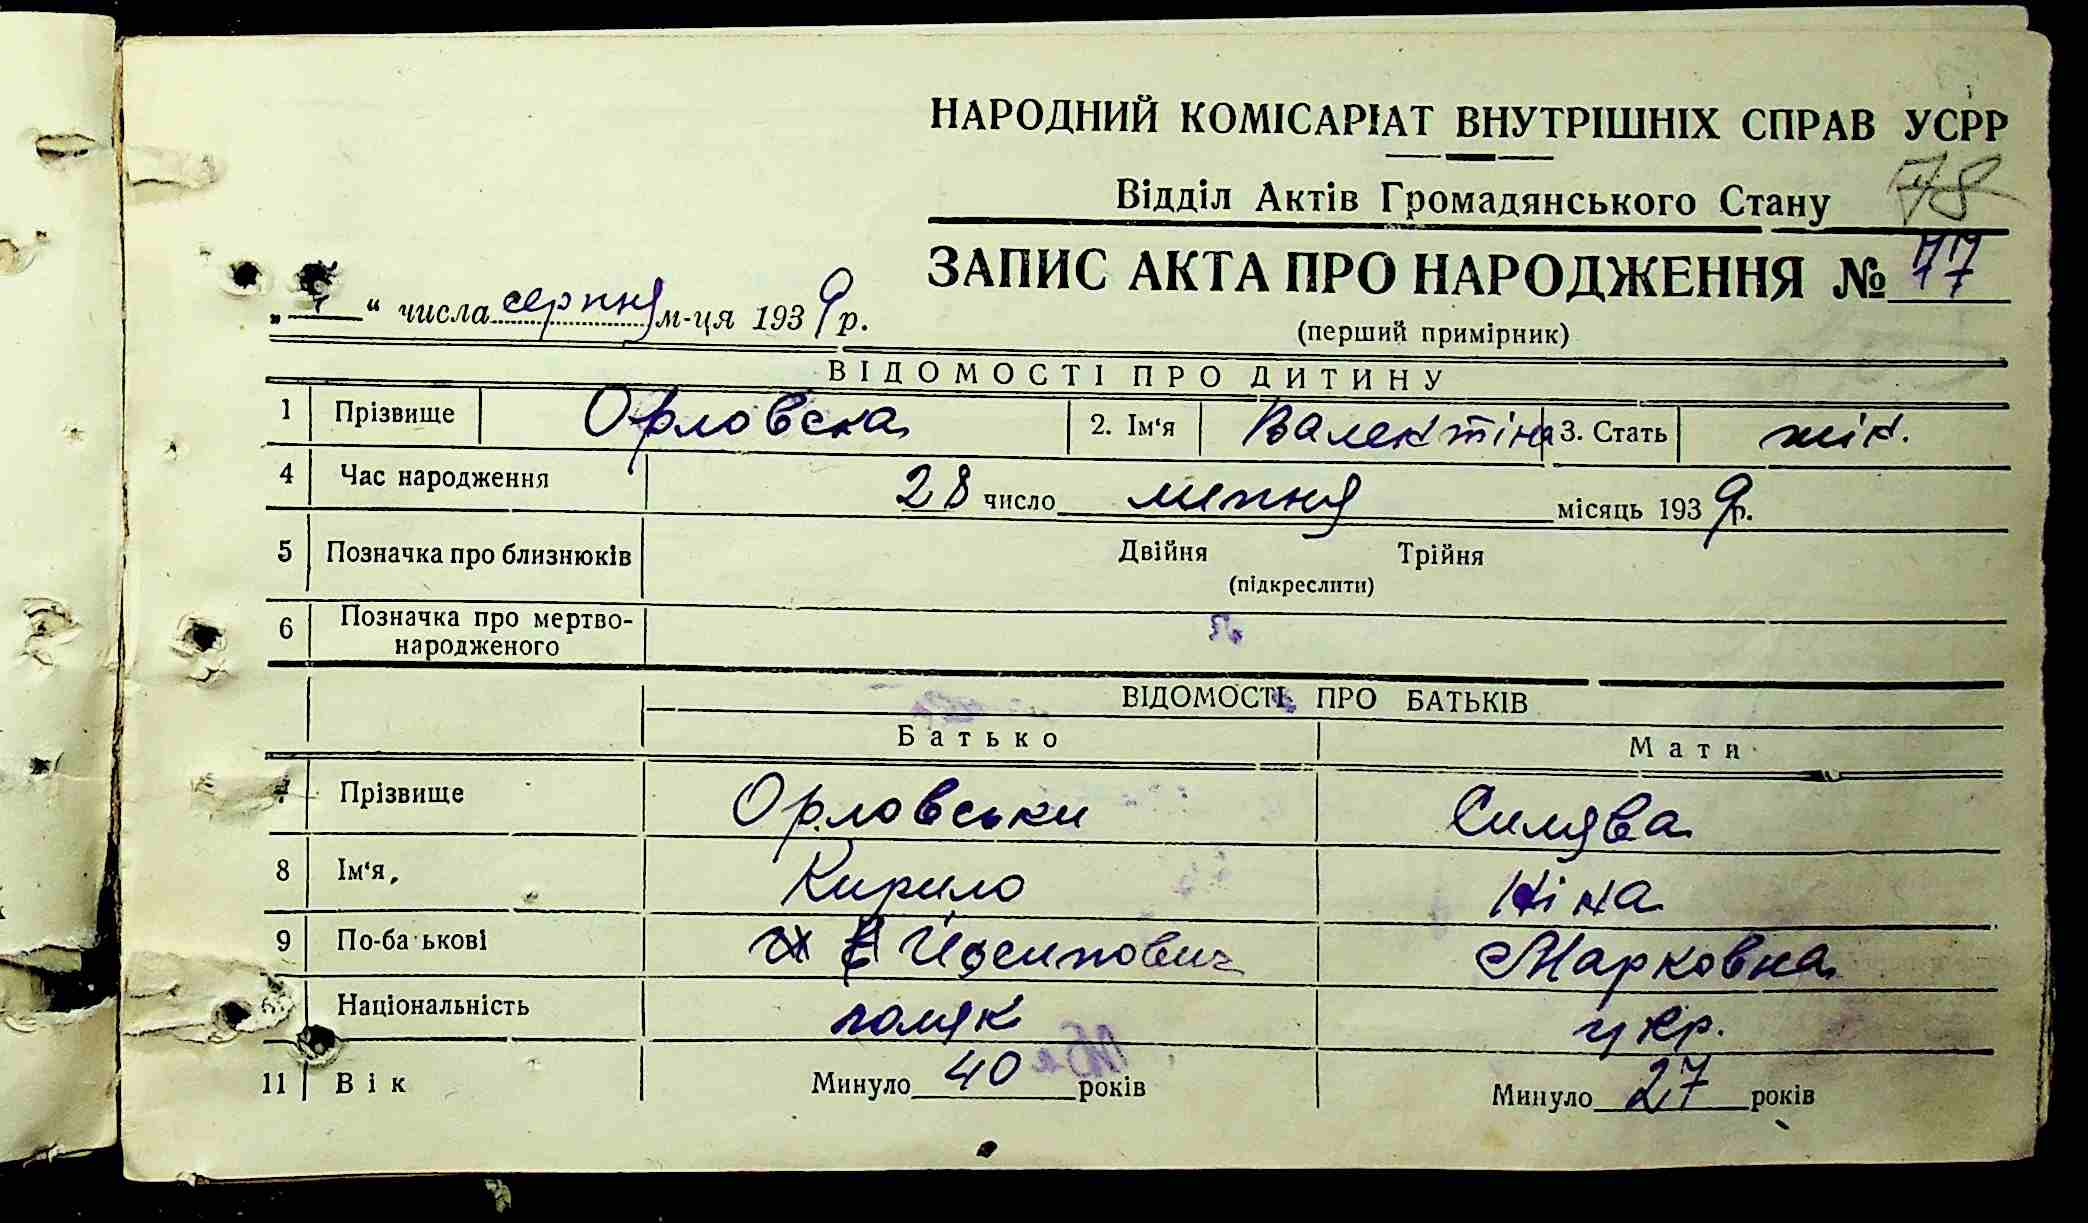 НАРОДНИЙ КОМІСАРІАТ ВНУТРІШНІХ СПРАВ УСРР
Відділ Актів Громадянського Стану 78
ЗАПИС АКТА ПРО НАРОДЖЕННЯ № 77
„ “ числа серпня м-ця 1939 р.
(перший примірник)
ВІДОМОСТІ ПРО ДИТИНУ
1 Прізвище Орловська 2. Ім‘я Валентіна 3. Стать жін.
4 Час народження 28 число липня місяць 1939 р.
5 Позначка про близнюків Двійня Трійня
(підкреслити)
6 Позначка про мертво-
народженого
ВІДОМОСТІ ПРО БАТЬКІВ
Батько Мати
7 Прізвище Орловськи Силява
8 Ім‘я Кирило Ніна
9 По-батькові Йосипович Марковна
Національність поляк укр.
11 Вік Минуло 40 років Минуло 27 років